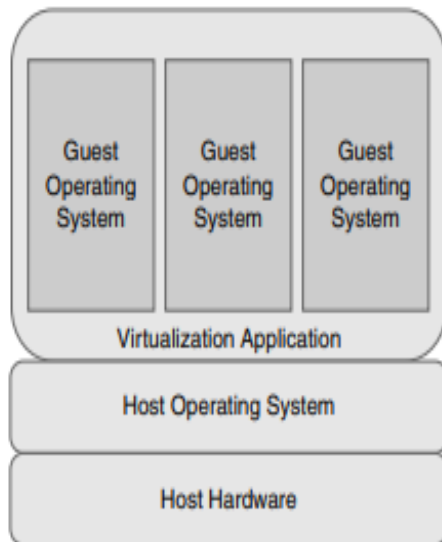 Guest Guest Guest
Operating Operating Operating
System System System
Virtualization Application
Host Operating System
Host Hardware